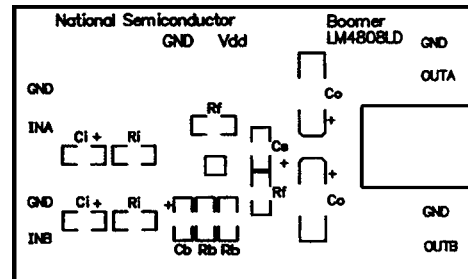 National Semiconductor
Boomer
LM4808LD
GND Vdd
GND
OUTA
GND
Co
+
Rf
INA
Ci + Ri
Cs
+
+
GND
Ci + Ri
+
Rf
Co
GND
INB
Cb Rb Rb
OUTB